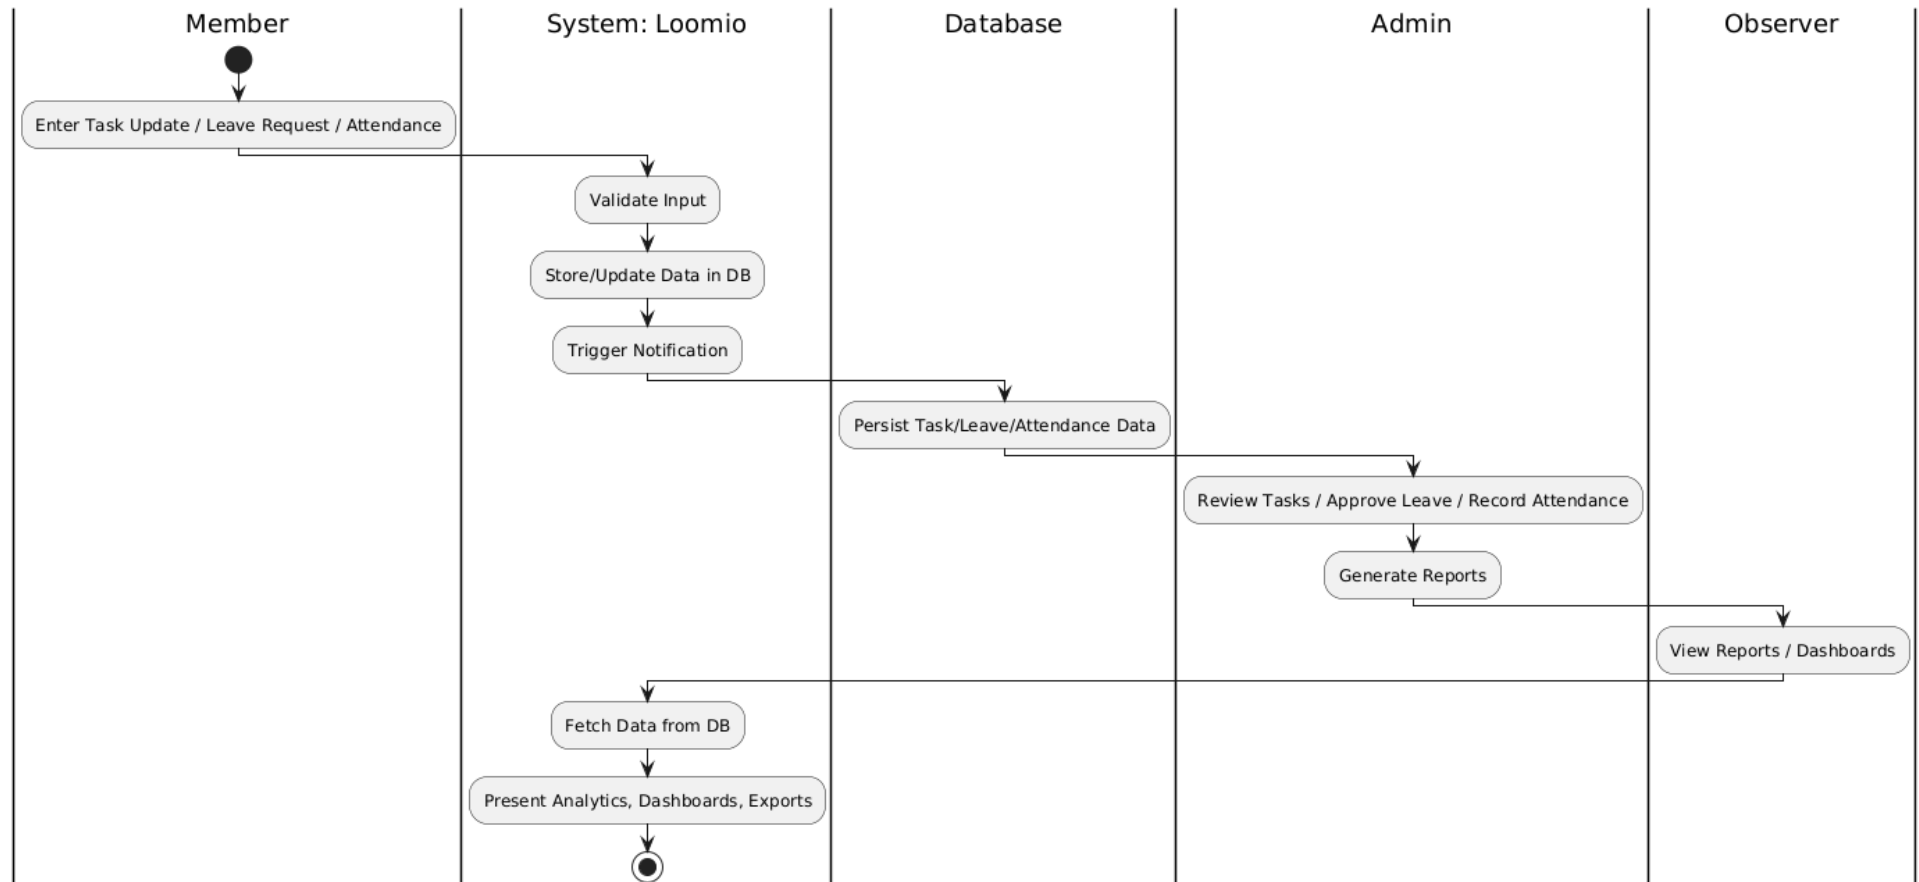 Member
System: Loomio
Database
Admin
Observer
Enter Task Update / Leave Request / Attendance
Validate Input
Store/Update Data in DB
Trigger Notification
Persist Task/Leave/Attendance Data
Review Tasks / Approve Leave / Record Attendance
Generate Reports
View Reports / Dashboards
Fetch Data from DB
Present Analytics, Dashboards, Exports